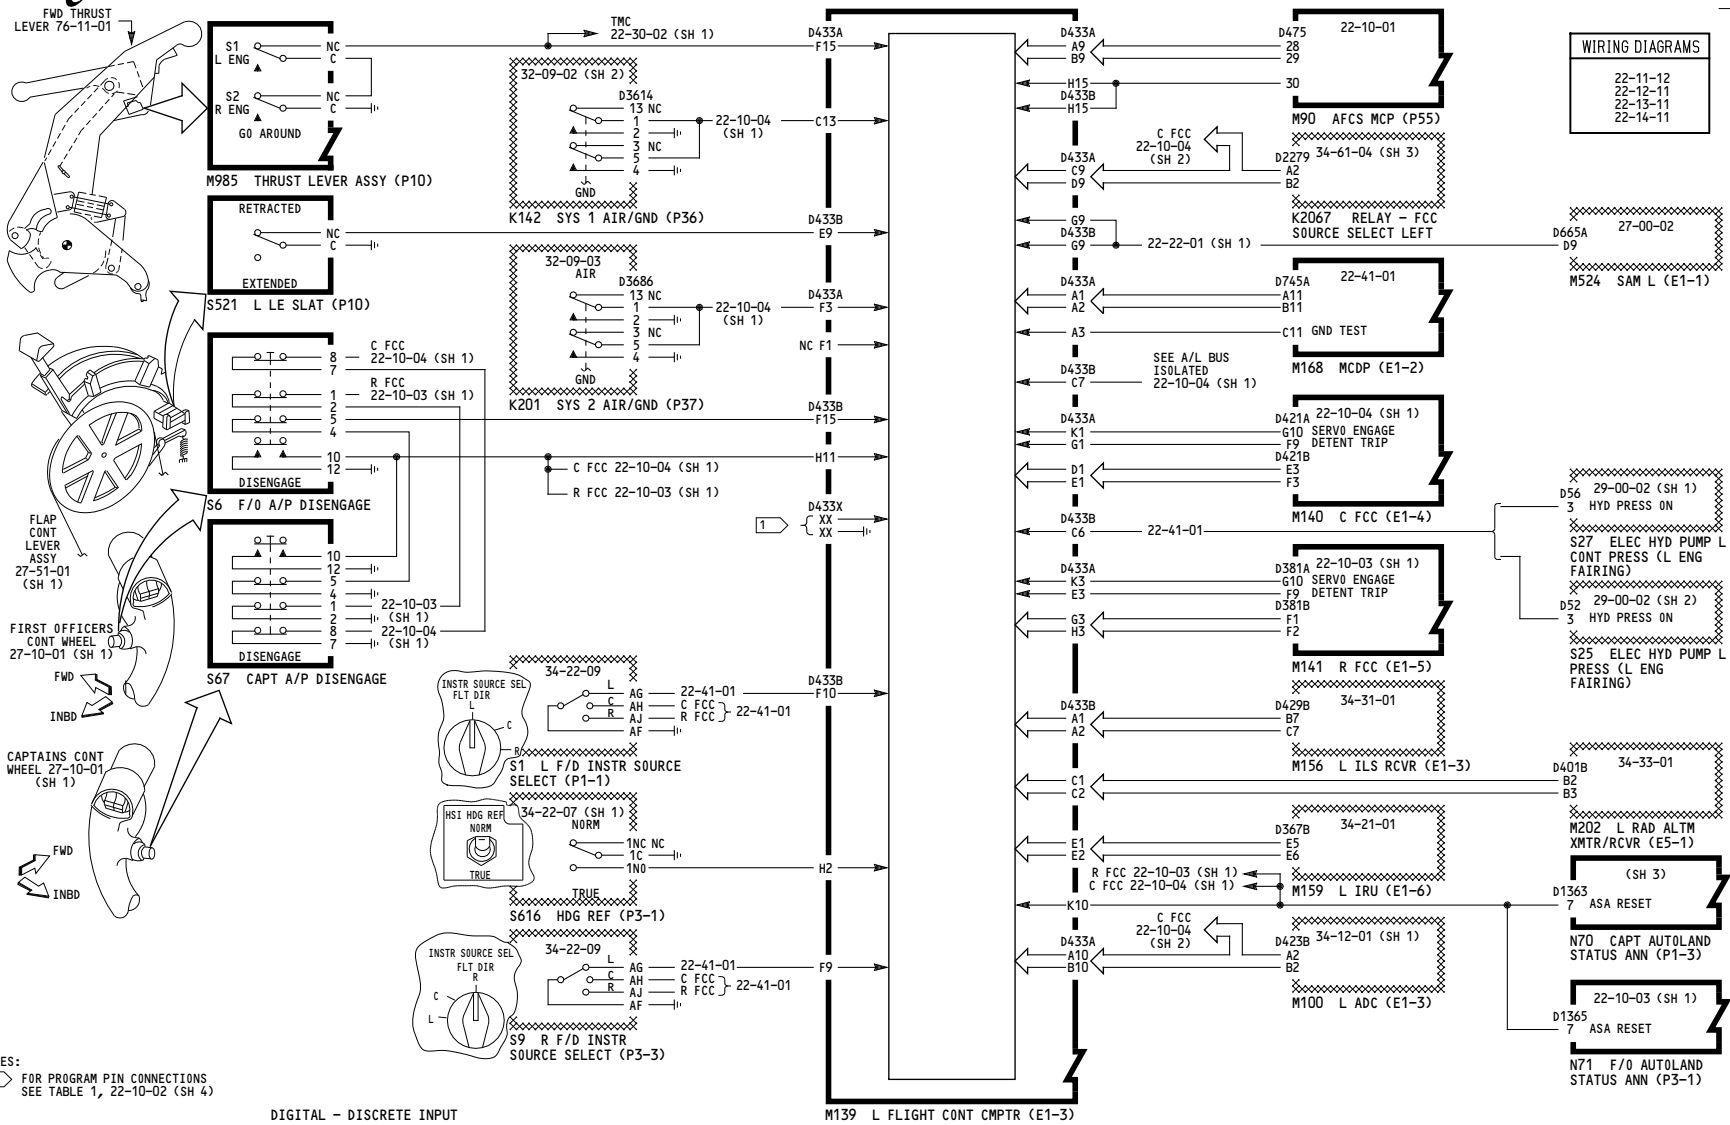 FWD THRUST
LEVER 76-11-01
S1
L ENG
NC
C
S2
R ENG
NC
C
GO AROUND
M985 THRUST LEVER ASSY (P10)
TMC
22-30-02 (SH 1)
RETRACTED
NC
C
EXTENDED
S521 L LE SLAT (P10)
8
7
1
2
5
4
10
12
DISENGAGE
C FCC
22-10-04 (SH 1)
R FCC
22-10-03 (SH 1)
S6 F/O A/P DISENGAGE
C FCC 22-10-04 (SH 1)
R FCC 22-10-03 (SH 1)
10
12
5
4
1
2
8
7
DISENGAGE
22-10-03
(SH 1)
22-10-04
(SH 1)
S67 CAPT A/P DISENGAGE
FLAP
CONT
LEVER
ASSY
27-51-01
(SH 1)
FIRST OFFICERS
CONT WHEEL
27-10-01 (SH 1)
FWD
INBD
CAPTAINS CONT
WHEEL 27-10-01
(SH 1)
FWD
INBD
32-09-02 (SH 2)
D3614
13 NC
1
2
3 NC
5
4
GND
22-10-04
(SH 1)
K142 SYS 1 AIR/GND (P36)
32-09-03
AIR
D3686
13 NC
1
2
3 NC
5
4
GND
22-10-04
(SH 1)
K201 SYS 2 AIR/GND (P37)
INSTR SOURCE SEL
FLT DIR
L
C
R
34-22-09
L
C
R
AG
AH
AJ
AF
22-41-01
C FCC
R FCC
22-41-01
S1 L F/D INSTR SOURCE
SELECT (P1-1)
HSI HDG REF
NORM
TRUE
34-22-07 (SH 1)
NORM
1NC NC
1C
1NO
TRUE
S616 HDG REF (P3-1)
INSTR SOURCE SEL
FLT DIR
R
C
L
34-22-09
L
C
R
AG
AH
AJ
AF
22-41-01
C FCC
R FCC
22-41-01
S9 R F/D INSTR
SOURCE SELECT (P3-3)
D433A
F15
C13
D433B
E9
D433A
F3
NC F1
D433B
F15
H11
D433X
XX
XX
1
D433B
F10
H2
F9
M139 L FLIGHT CONT CMPTR (E1-3)
D433A
A9
B9
H15
D433B
H15
D433A
C9
D9
G9
D433B
G9
D433A
A1
A2
A3
D433B
C7
D433A
K1
G1
D1
E1
D433B
C6
D433A
K3
E3
G3
H3
D433B
A1
A2
C1
C2
E1
E2
K10
D433A
A10
B10
D475
28
29
30
22-10-01
M90 AFCS MCP (P55)
C FCC
22-10-04
(SH 2)
D2279
A2
B2
34-61-04 (SH 3)
K2067 RELAY - FCC
SOURCE SELECT LEFT
22-22-01 (SH 1)
D665A
D9
27-00-02
M524 SAM L (E1-1)
D745A
A11
B11
C11 GND TEST
22-41-01
M168 MCDP (E1-2)
SEE A/L BUS
ISOLATED
22-10-04 (SH 1)
D421A
G10 SERVO ENGAGE
F9 DETENT TRIP
D421B
E3
F3
22-10-04 (SH 1)
M140 C FCC (E1-4)
22-41-01
D56
3
29-00-02 (SH 1)
HYD PRESS ON
S27 ELEC HYD PUMP L
CONT PRESS (L ENG
FAIRING)
D52
3
29-00-02 (SH 2)
HYD PRESS ON
S25 ELEC HYD PUMP L
PRESS (L ENG
FAIRING)
D381A
G10 SERVO ENGAGE
F9 DETENT TRIP
D381B
F1
F2
22-10-03 (SH 1)
M141 R FCC (E1-5)
D429B
B7
C7
34-31-01
M156 L ILS RCVR (E1-3)
D401B
B2
B3
34-33-01
M202 L RAD ALTM
XMTR/RCVR (E5-1)
D367B
E5
E6
34-21-01
M159 L IRU (E1-6)
R FCC 22-10-03 (SH 1)
C FCC 22-10-04 (SH 1)
D1363
7
(SH 3)
ASA RESET
N70 CAPT AUTOLAND
STATUS ANN (P1-3)
C FCC
22-10-04
(SH 2)
D423B
A2
B2
34-12-01 (SH 1)
M100 L ADC (E1-3)
D1365
7
22-10-03 (SH 1)
ASA RESET
N71 F/O AUTOLAND
STATUS ANN (P3-1)
WIRING DIAGRAMS
22-11-12
22-12-11
22-13-11
22-14-11
ES:
FOR PROGRAM PIN CONNECTIONS
SEE TABLE 1, 22-10-02 (SH 4)
DIGITAL - DISCRETE INPUT